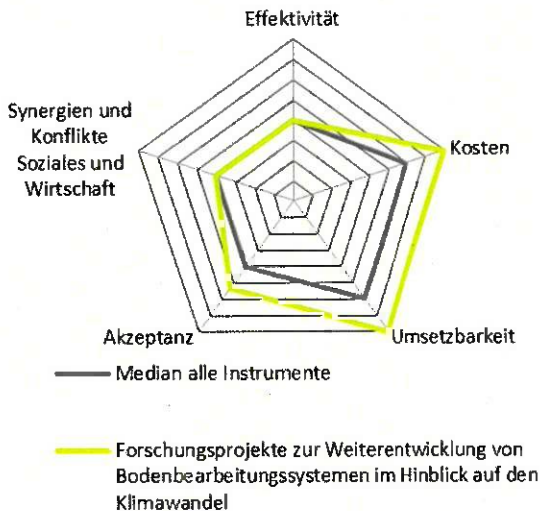 Effektivität
Synergien und
Konflikte
Soziales und
Wirtschaft
Kosten
Akzeptanz
Umsetzbarkeit
Median alle Instrumente
Forschungsprojekte zur Weiterentwicklung von
Bodenbearbeitungssystemen im Hinblick auf den
Klimawandel